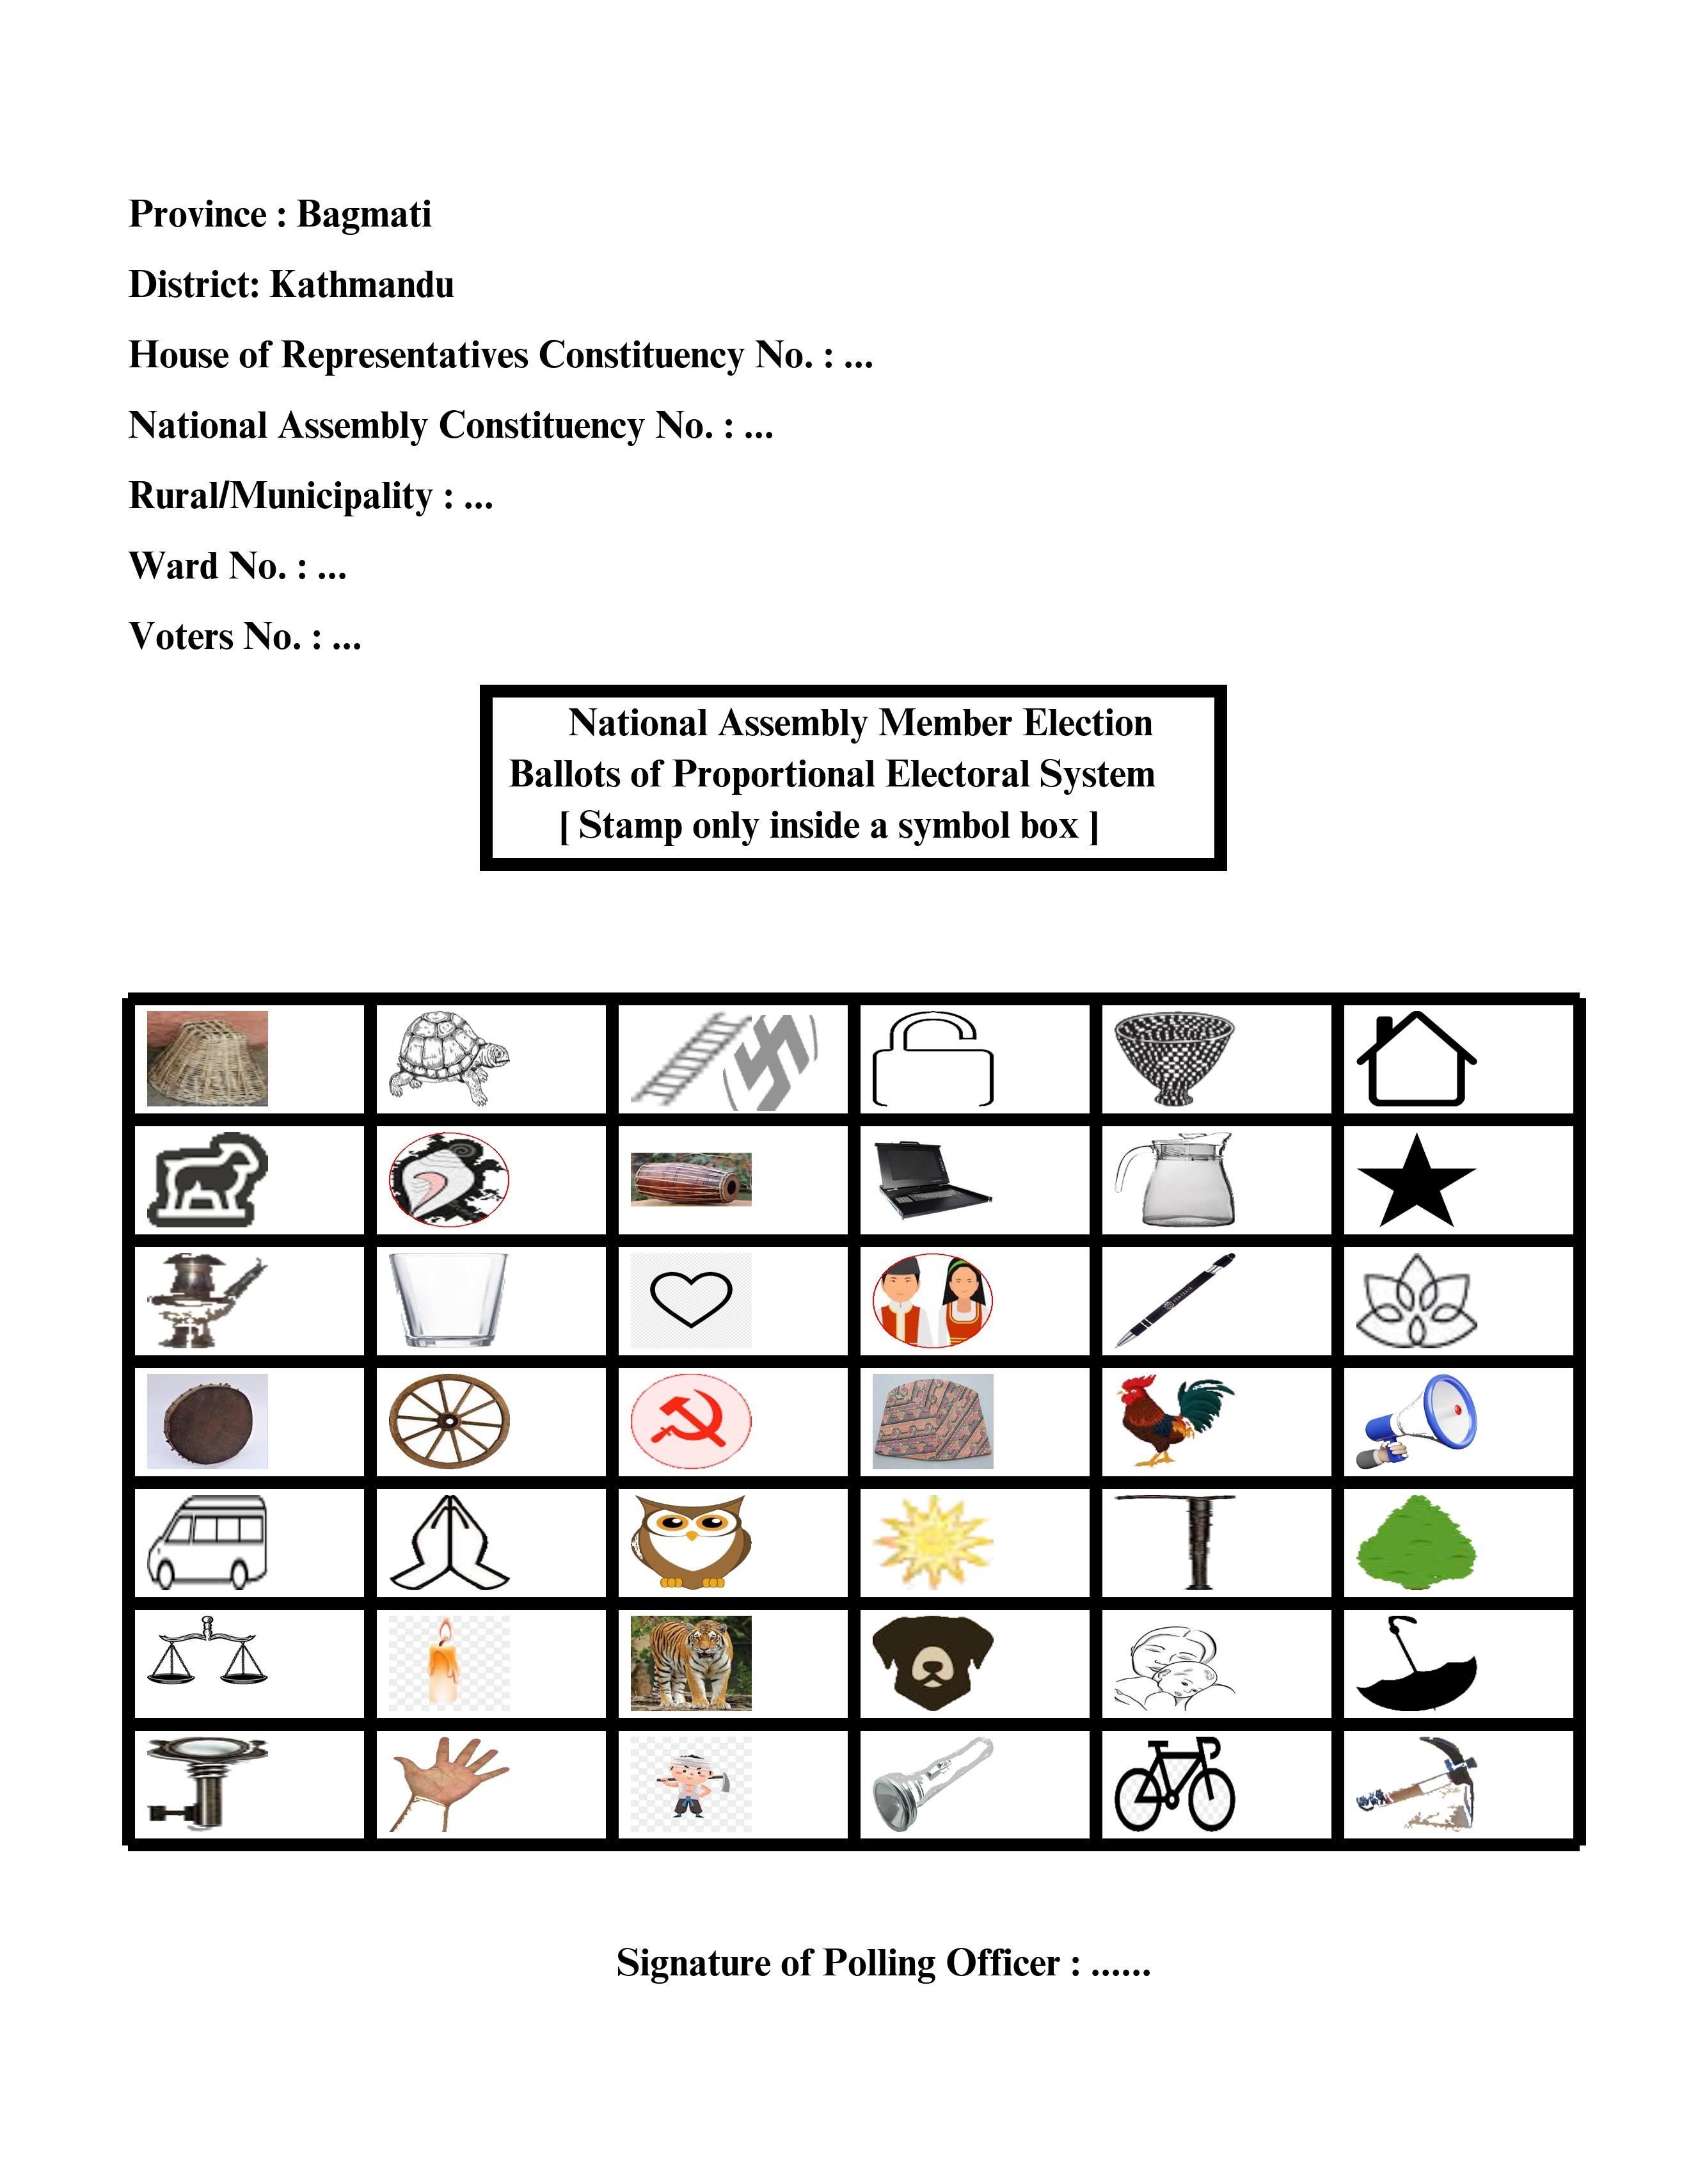 Province : Bagmati
District: Kathmandu
House of Representatives Constituency No. : ...
National Assembly Constituency No. : ...
Rural/Municipality : ...
Ward No. : ...
Voters No. : ...
National Assembly Member Election
Ballots of Proportional Electoral System
[ Stamp only inside a symbol box ]
Signature of Polling Officer : ......